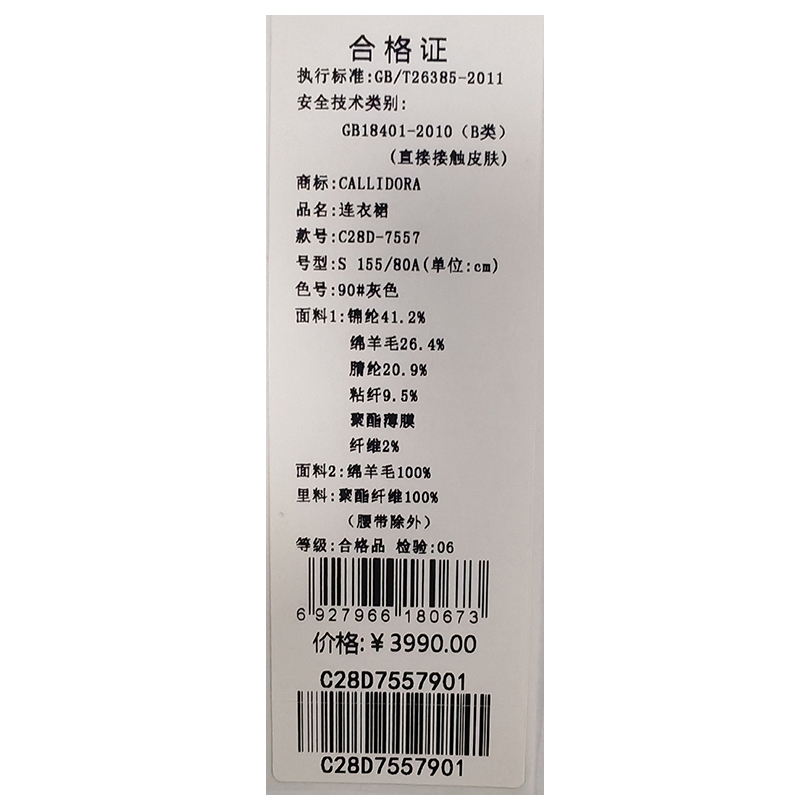 合格证
执行标准:GB/T26385-2011
安全技术类别:
GB18401-2010（B类）
(直接接触皮肤)
商标:CALLIDORA
品名:连衣裙
款号:C28D-7557
号型:S 155/80A(单位:cm)
色号:90#灰色
面料1:锦纶41.2%
绵羊毛26.4%
腈纶20.9%
粘纤9.5%
聚酯薄膜
纤维2%
面料2:绵羊毛100%
里料:聚酯纤维100%
（腰带除外）
等级:合格品 检验:06
6 927966 180673
价格:￥3990.00
C28D7557901
C28D7557901